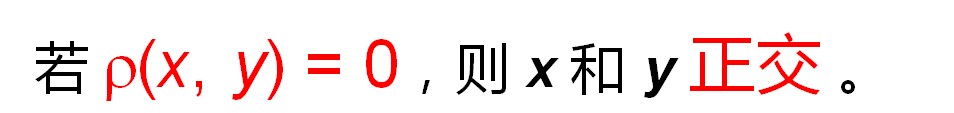 若 ρ(x, y) = 0，则 x 和 y 正交。